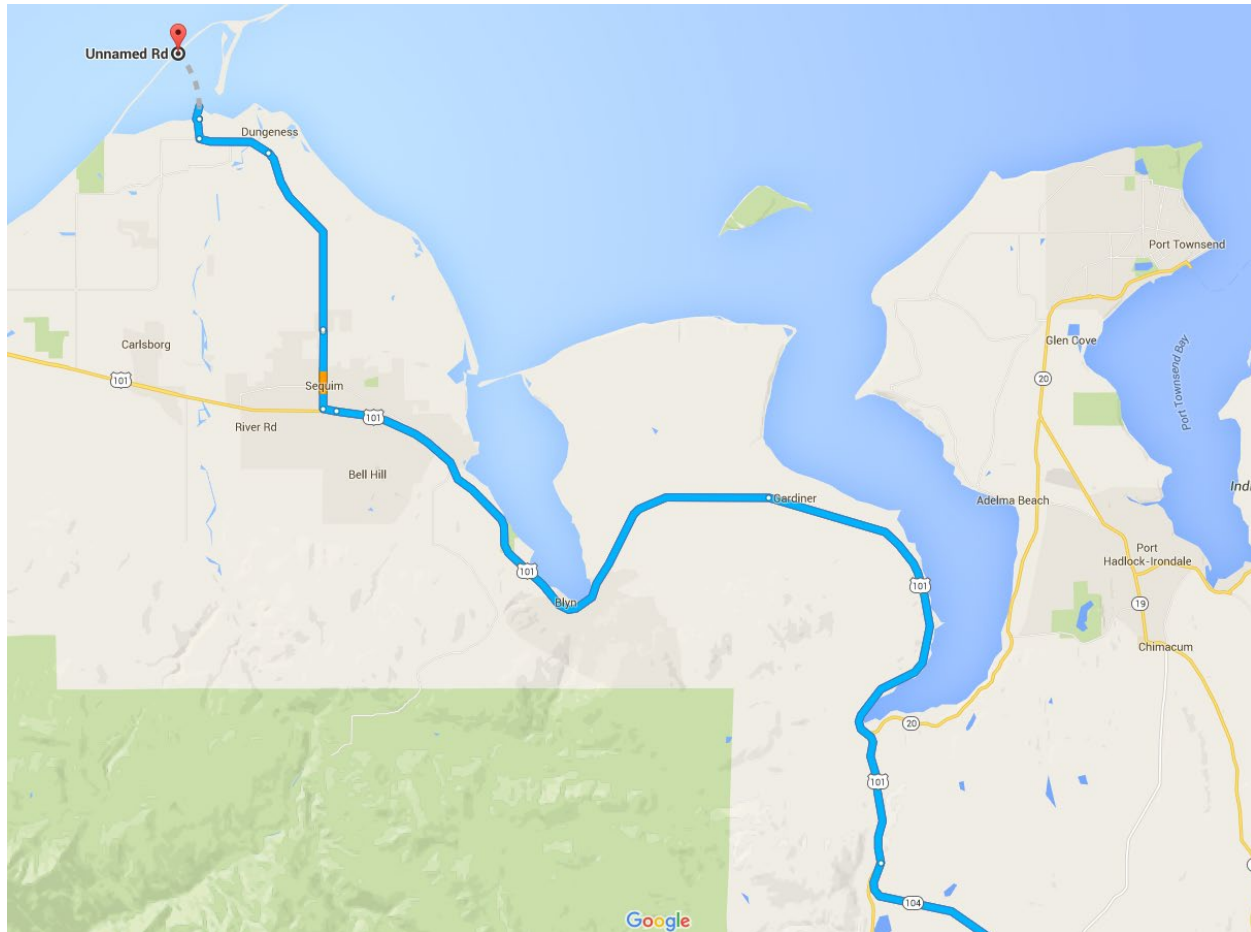 Unnamed Rd
Dungeness
Port Townsend
Carlsborg
Glen Cove
Port Townsend Bay
101
20
Sequim
101
River Rd
Bell Hill
Gardiner
Adelma Beach
Indi
Port
Hadlock-Irondale
101
101
Blyn
19
Chimacum
20
101
104
Google